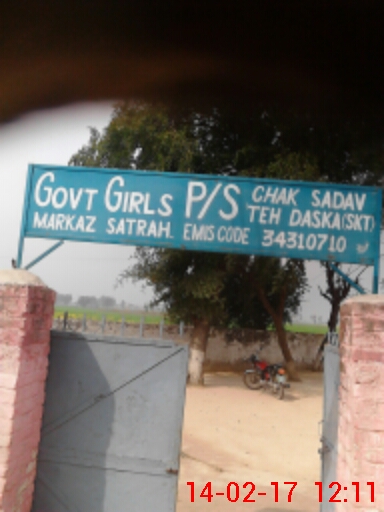 GOVT GIRLS P/S CHAK SADAV
TEH DASKA(SKT)
MARKAZ SATRAH. EMIS CODE 34310710
14-02-17 12:11